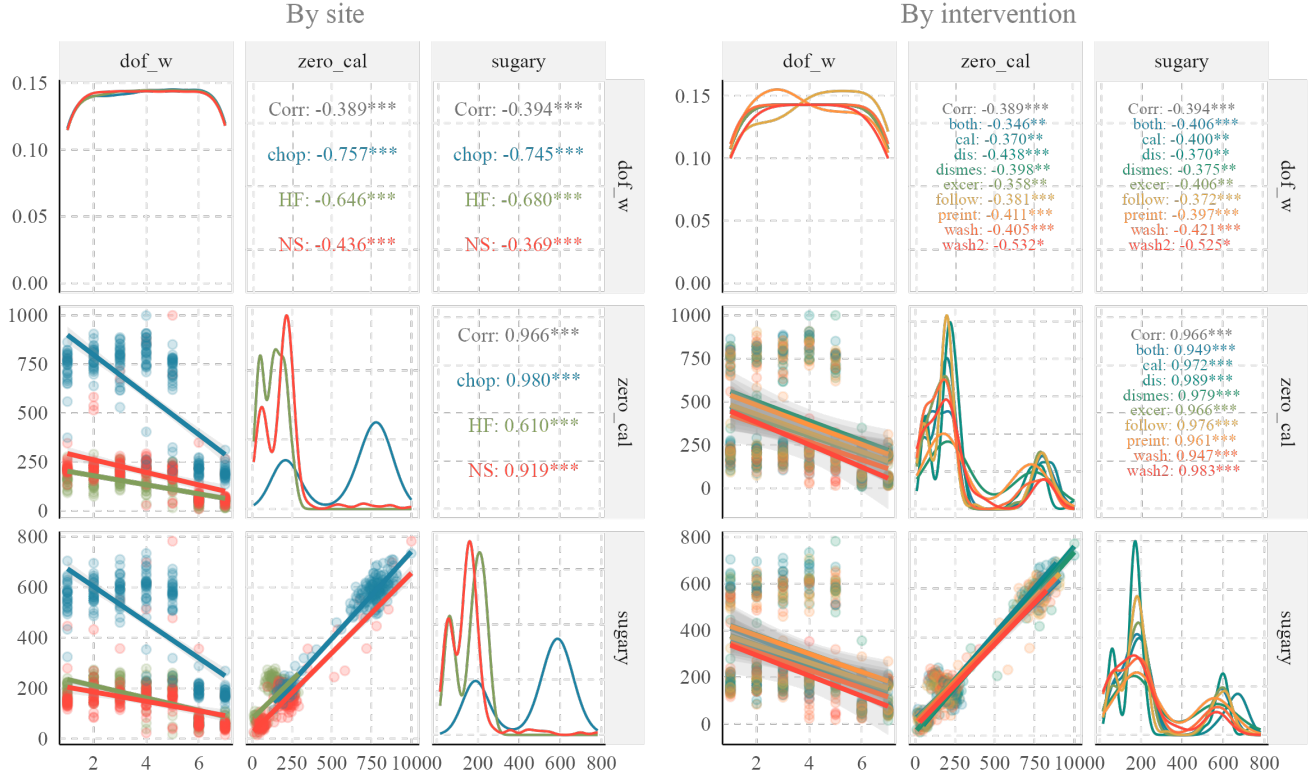 By site
By intervention
dof_w zero_cal sugary
dof_w zero_cal sugary
0.15
0.10
0.05
0.00
Corr: -0.389***
chop: -0.757***
HF: -0.646***
NS: -0.436***
Corr: -0.394***
chop: -0.745***
HF: -0.680***
NS: -0.369***
dof_w
0.15
0.10
0.05
0.00
Corr: -0.389***
both: -0.346**
cal: -0.370**
dis: -0.438***
dismes: -0.398**
excer: -0.358**
follow: -0.381***
preint: -0.411***
wash: -0.405***
wash2: -0.532*
Corr: -0.394***
both: -0.406***
cal: -0.400**
dis: -0.370**
dismes: -0.375**
excer: -0.406**
follow: -0.372***
preint: -0.397***
wash: -0.421***
wash2: -0.525*
dof_w
1000
750
500
250
0
Corr: 0.966***
chop: 0.980***
HF: 0.610***
NS: 0.919***
zero_cal
1000
750
500
250
0
Corr: 0.966***
both: 0.949***
cal: 0.972***
dis: 0.989***
dismes: 0.979***
excer: 0.966***
follow: 0.976***
preint: 0.961***
wash: 0.947***
wash2: 0.983***
zero_cal
800
600
400
200
0
sugary
800
600
400
200
0
sugary
2 4 6 0 250 500 750 1000 0 200 400 600 800
2 4 6 0 250 500 750 1000 0 200 400 600 800